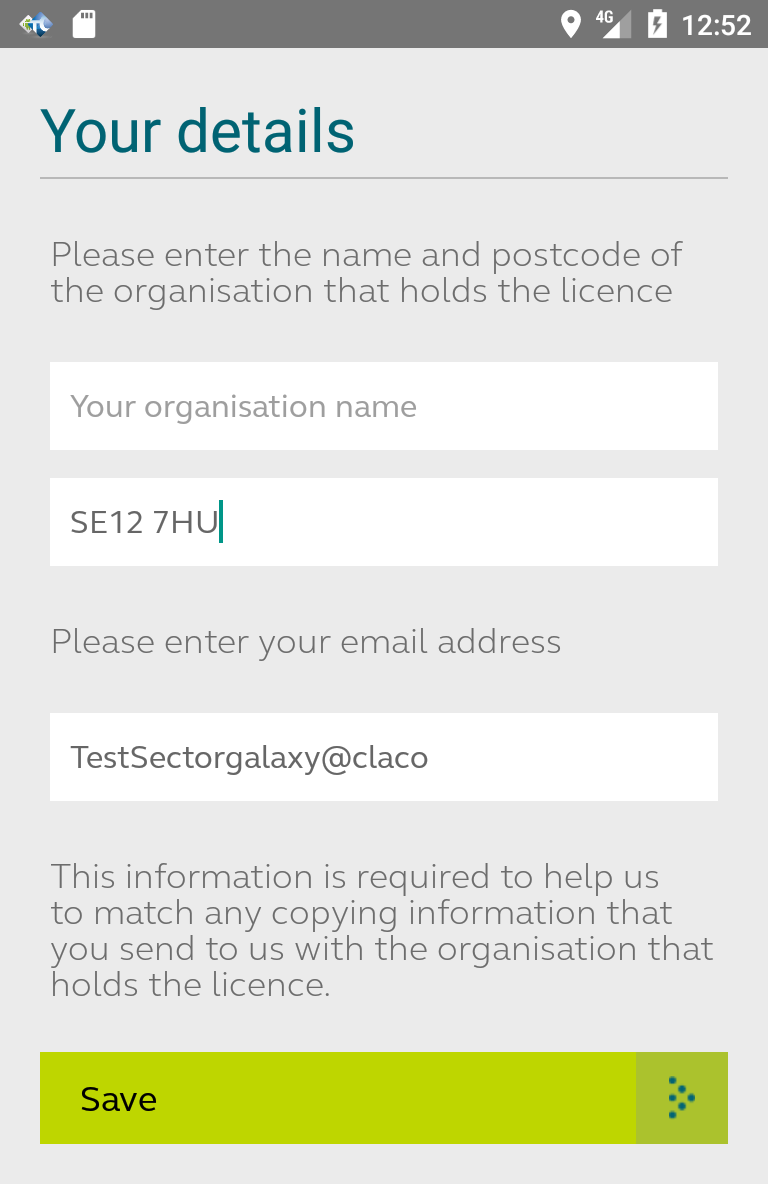 4G 12:52
Your details
Please enter the name and postcode of
the organisation that holds the licence
Your organisation name
SE12 7HU
Please enter your email address
TestSectorgalaxy@claco
This information is required to help us
to match any copying information that
you send to us with the organisation that
holds the licence.
Save